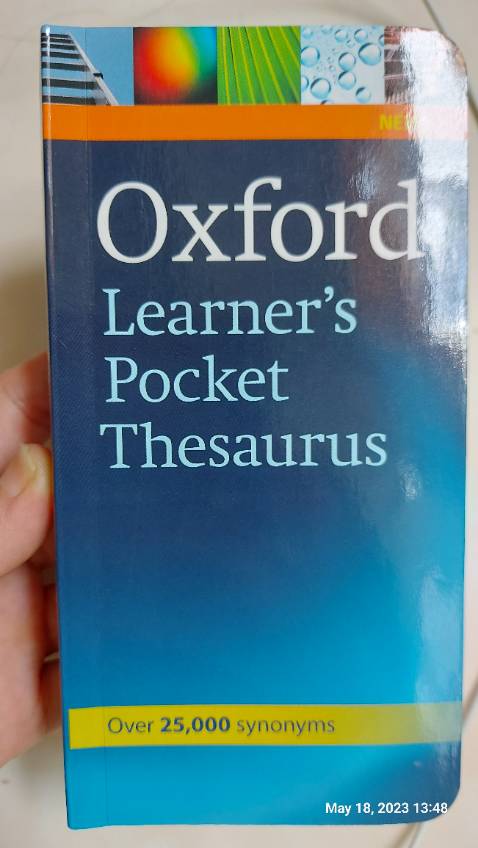 Oxford
Learner's
Pocket
Thesaurus
Over 25,000 synonyms
May 18, 2023 13:48